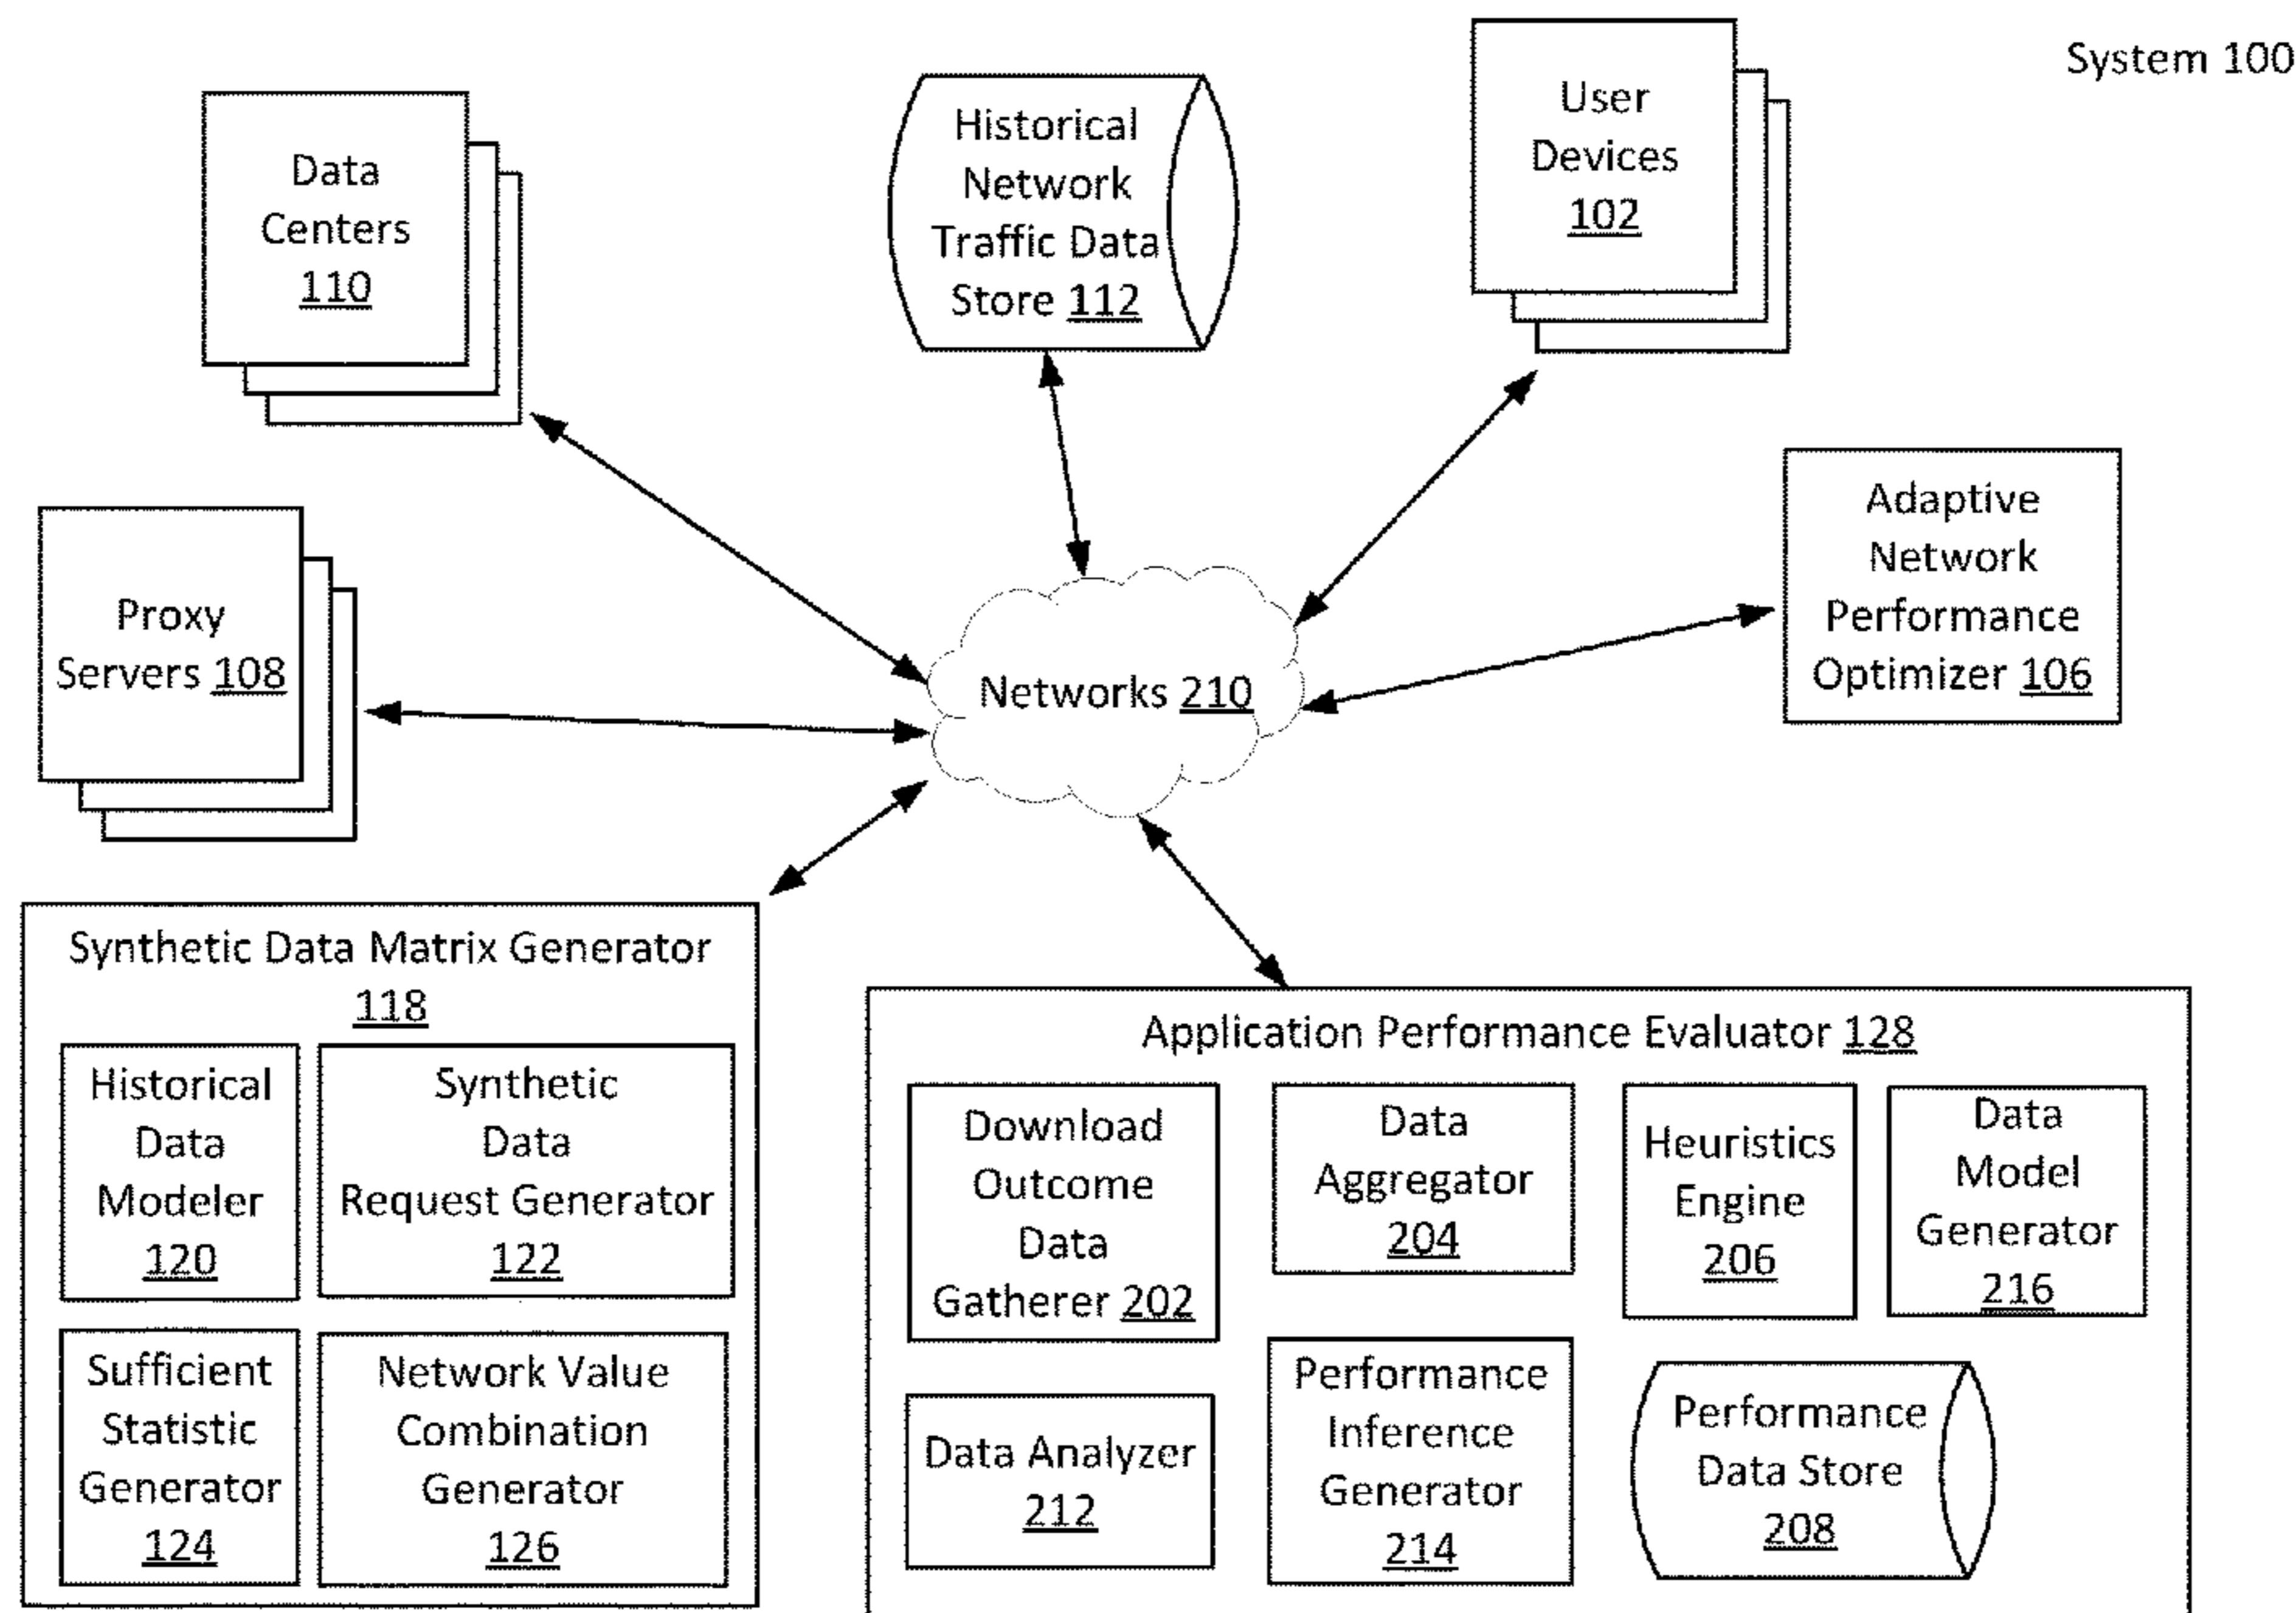 System 100
Data
Centers
110
Historical
Network
Traffic Data
Store 112
User
Devices
102
Proxy
Servers 108
Networks 210
Adaptive
Network
Performance
Optimizer 106
Synthetic Data Matrix Generator
118
Historical
Data
Modeler
120
Synthetic
Data
Request Generator
122
Sufficient
Statistic
Generator
124
Network Value
Combination
Generator
126
Application Performance Evaluator 128
Download
Outcome
Data
Gatherer 202
Data
Aggregator
204
Heuristics
Engine
206
Data
Model
Generator
216
Data Analyzer
212
Performance
Inference
Generator
214
Performance
Data Store
208